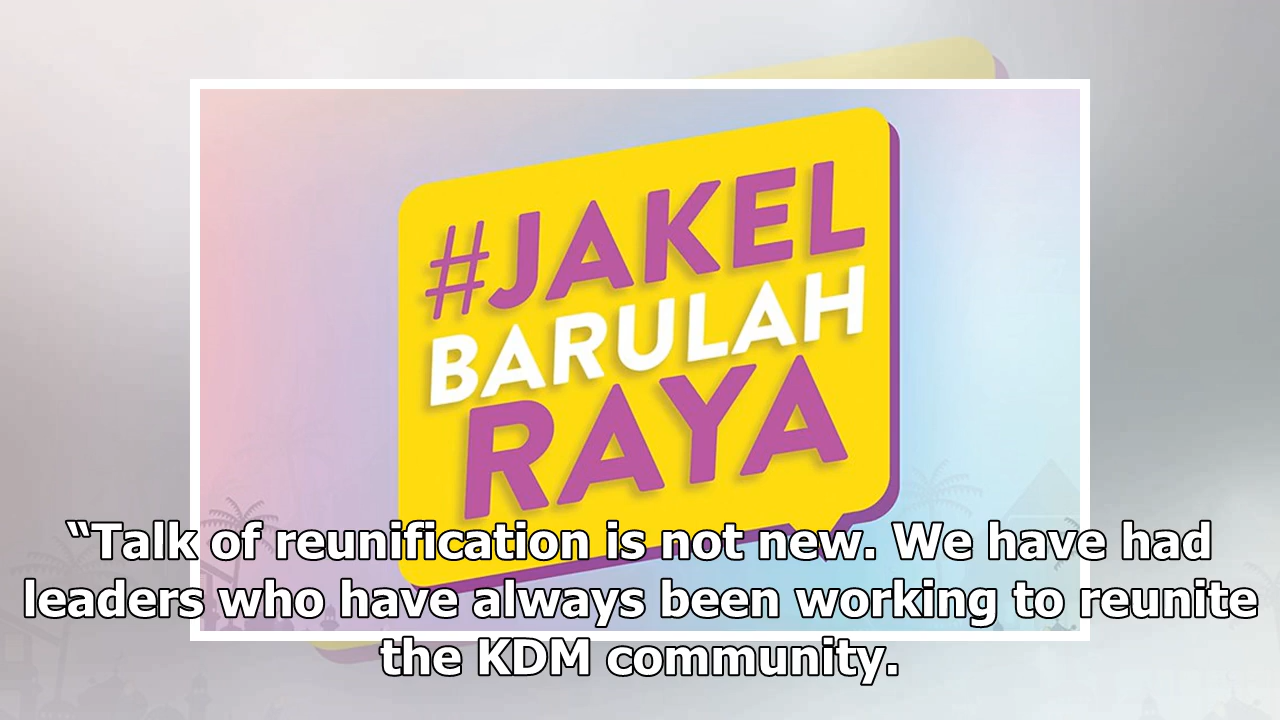 #JAKEL
BARULAH
RAYA
“Talk of reunification is not new. We have had
leaders who have always been working to reunite
the KDM community.